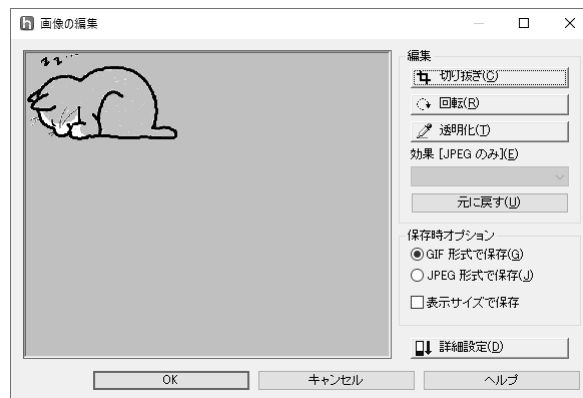 画像の編集
zz
編集
切り抜き(C)
回転(R)
透明化(T)
効果 [JPEG のみ](E)
元に戻す(U)
保存時オプション
GIF 形式で保存(G)
JPEG 形式で保存(J)
表示サイズで保存
詳細設定(D)
OK
キャンセル
ヘルプ